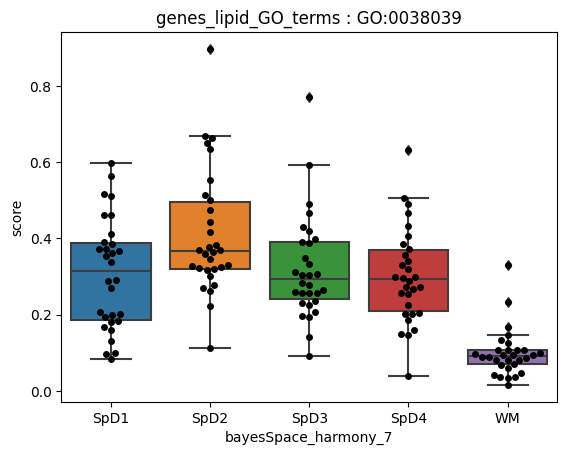 genes_lipid_GO_terms : GO:0038039
score
0.8
0.6
0.4
0.2
0.0
SpD1 SpD2 SpD3 SpD4 WM
bayesSpace_harmony_7